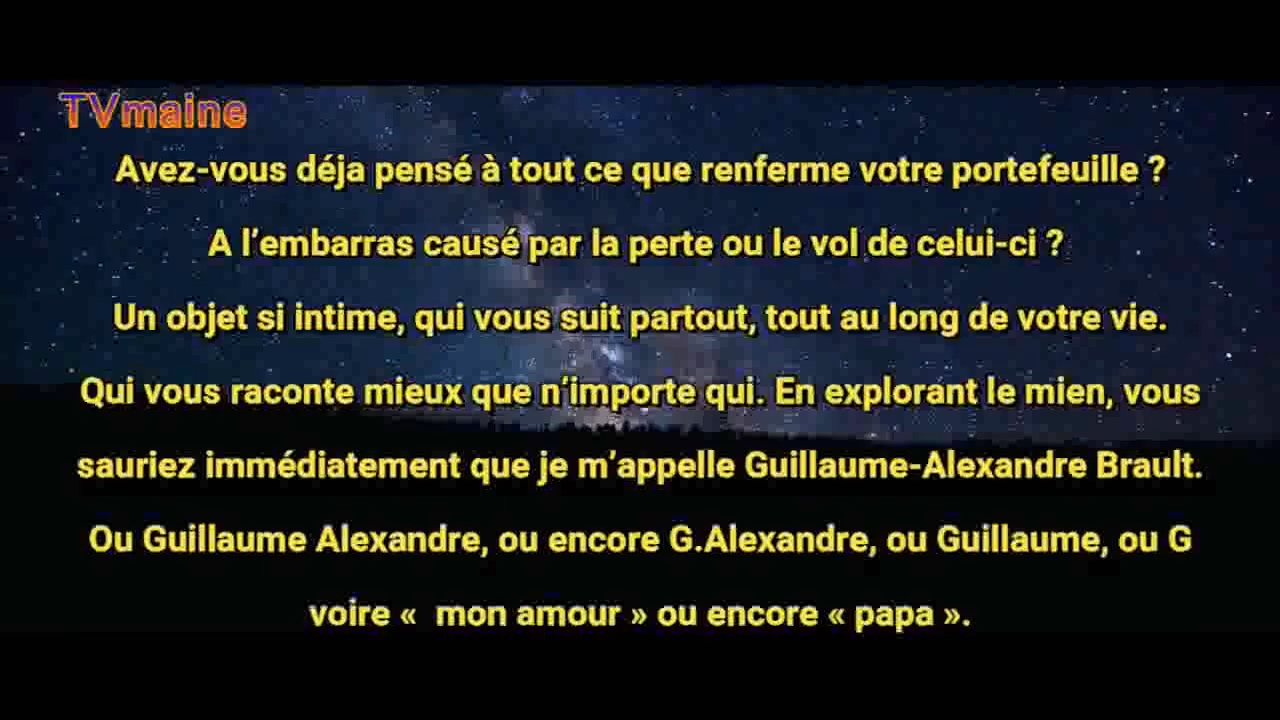 TVmaine
Avez-vous déja pensé à tout ce que renferme votre portefeuille ?
A l’embarras causé par la perte ou le vol de celui-ci ?
Un objet si intime, qui vous suit partout, tout au long de votre vie.
Qui vous raconte mieux que n’importe qui. En explorant le mien, vous
sauriez immédiatement que je m’appelle Guillaume-Alexandre Brault.
Ou Guillaume Alexandre, ou encore G.Alexandre, ou Guillaume, ou G
voire «  mon amour » ou encore « papa ».